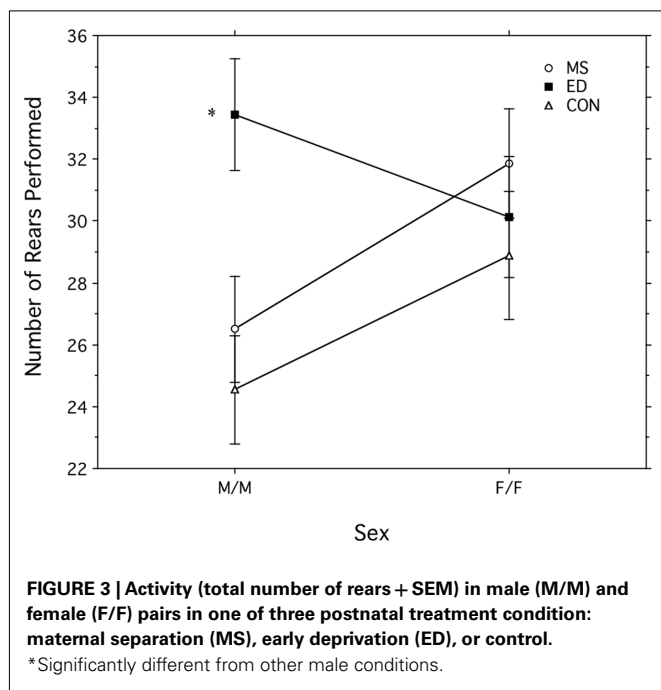 36
34
32
30
28
26
24
22
Number of Rears Performed
*
MS
ED
CON
M/M
F/F
Sex
FIGURE 3 | Activity (total number of rears + SEM) in male (M/M) and
female (F/F) pairs in one of three postnatal treatment condition:
maternal separation (MS), early deprivation (ED), or control.
*Significantly different from other male conditions.